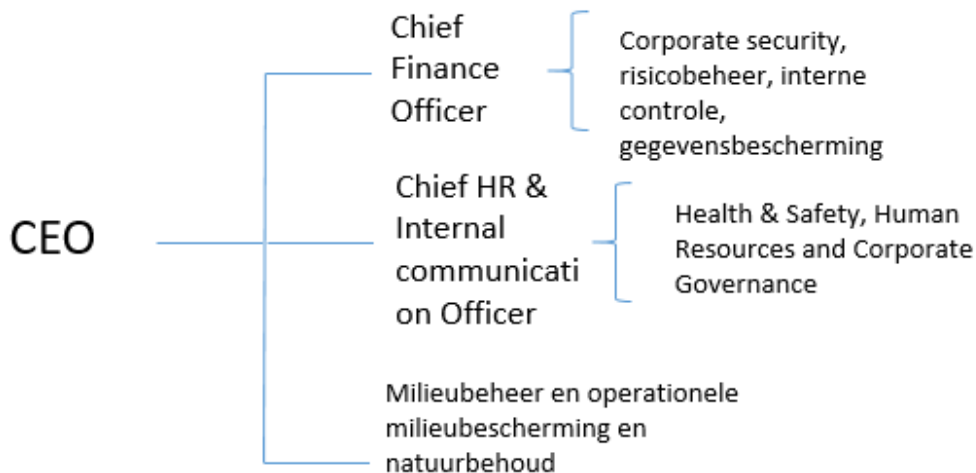 CEO
Chief
Finance
Officer
Corporate security,
risicobeheer, interne
controle,
gegevensbescherming
Chief HR &
Internal
communicati
on Officer
Health & Safety, Human
Resources and Corporate
Governance
Milieubeheer en operationele
milieubescherming en
natuurbehoud